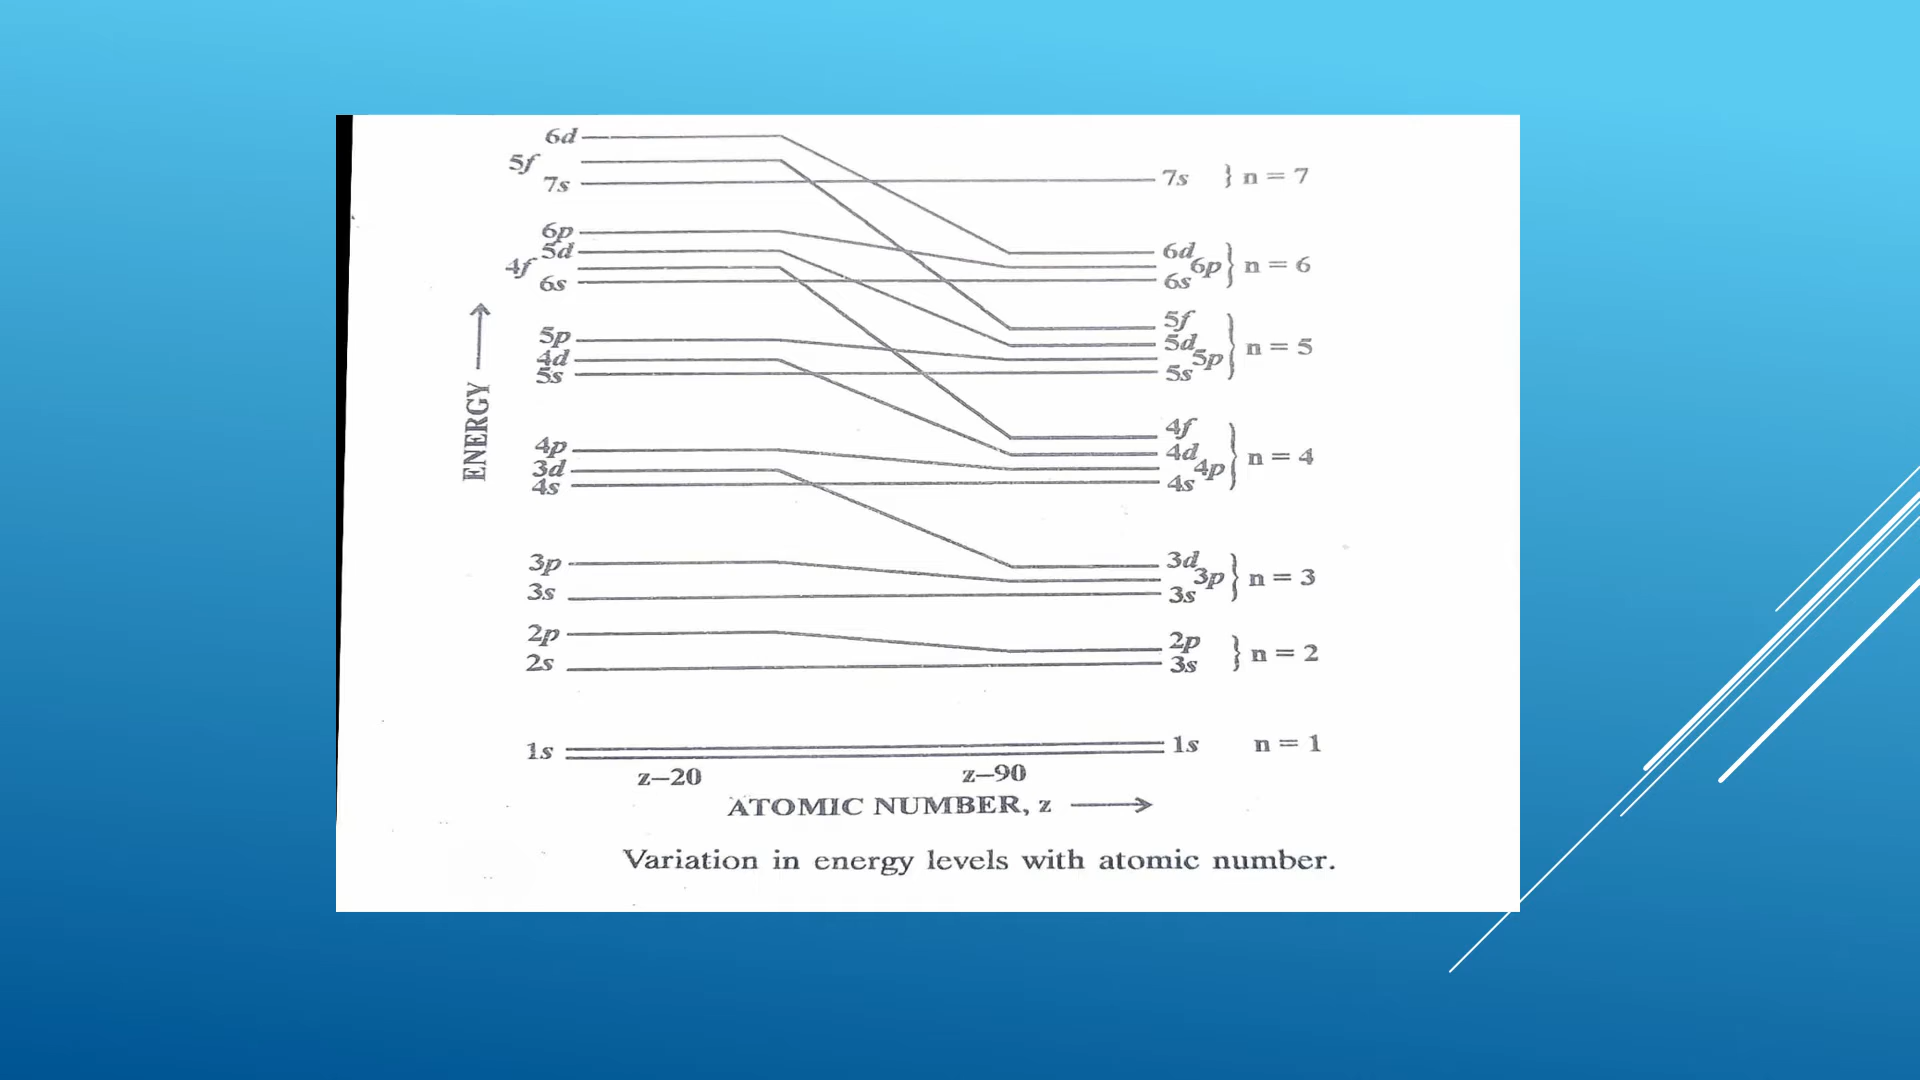 6d
5f
7s
7s } n = 7
6p
5d
4f
6s
6d
6p
6s
} n = 6
5p
4d
5s
5f
5d
5p
5s
} n = 5
4p
3d
4s
4f
4d
4p
4s
} n = 4
3p
3s
3d
3p
3s
} n = 3
2p
2s
2p
3s
} n = 2
1s
1s n = 1
ENERGY
z–20 z–90
ATOMIC NUMBER, z
Variation in energy levels with atomic number.